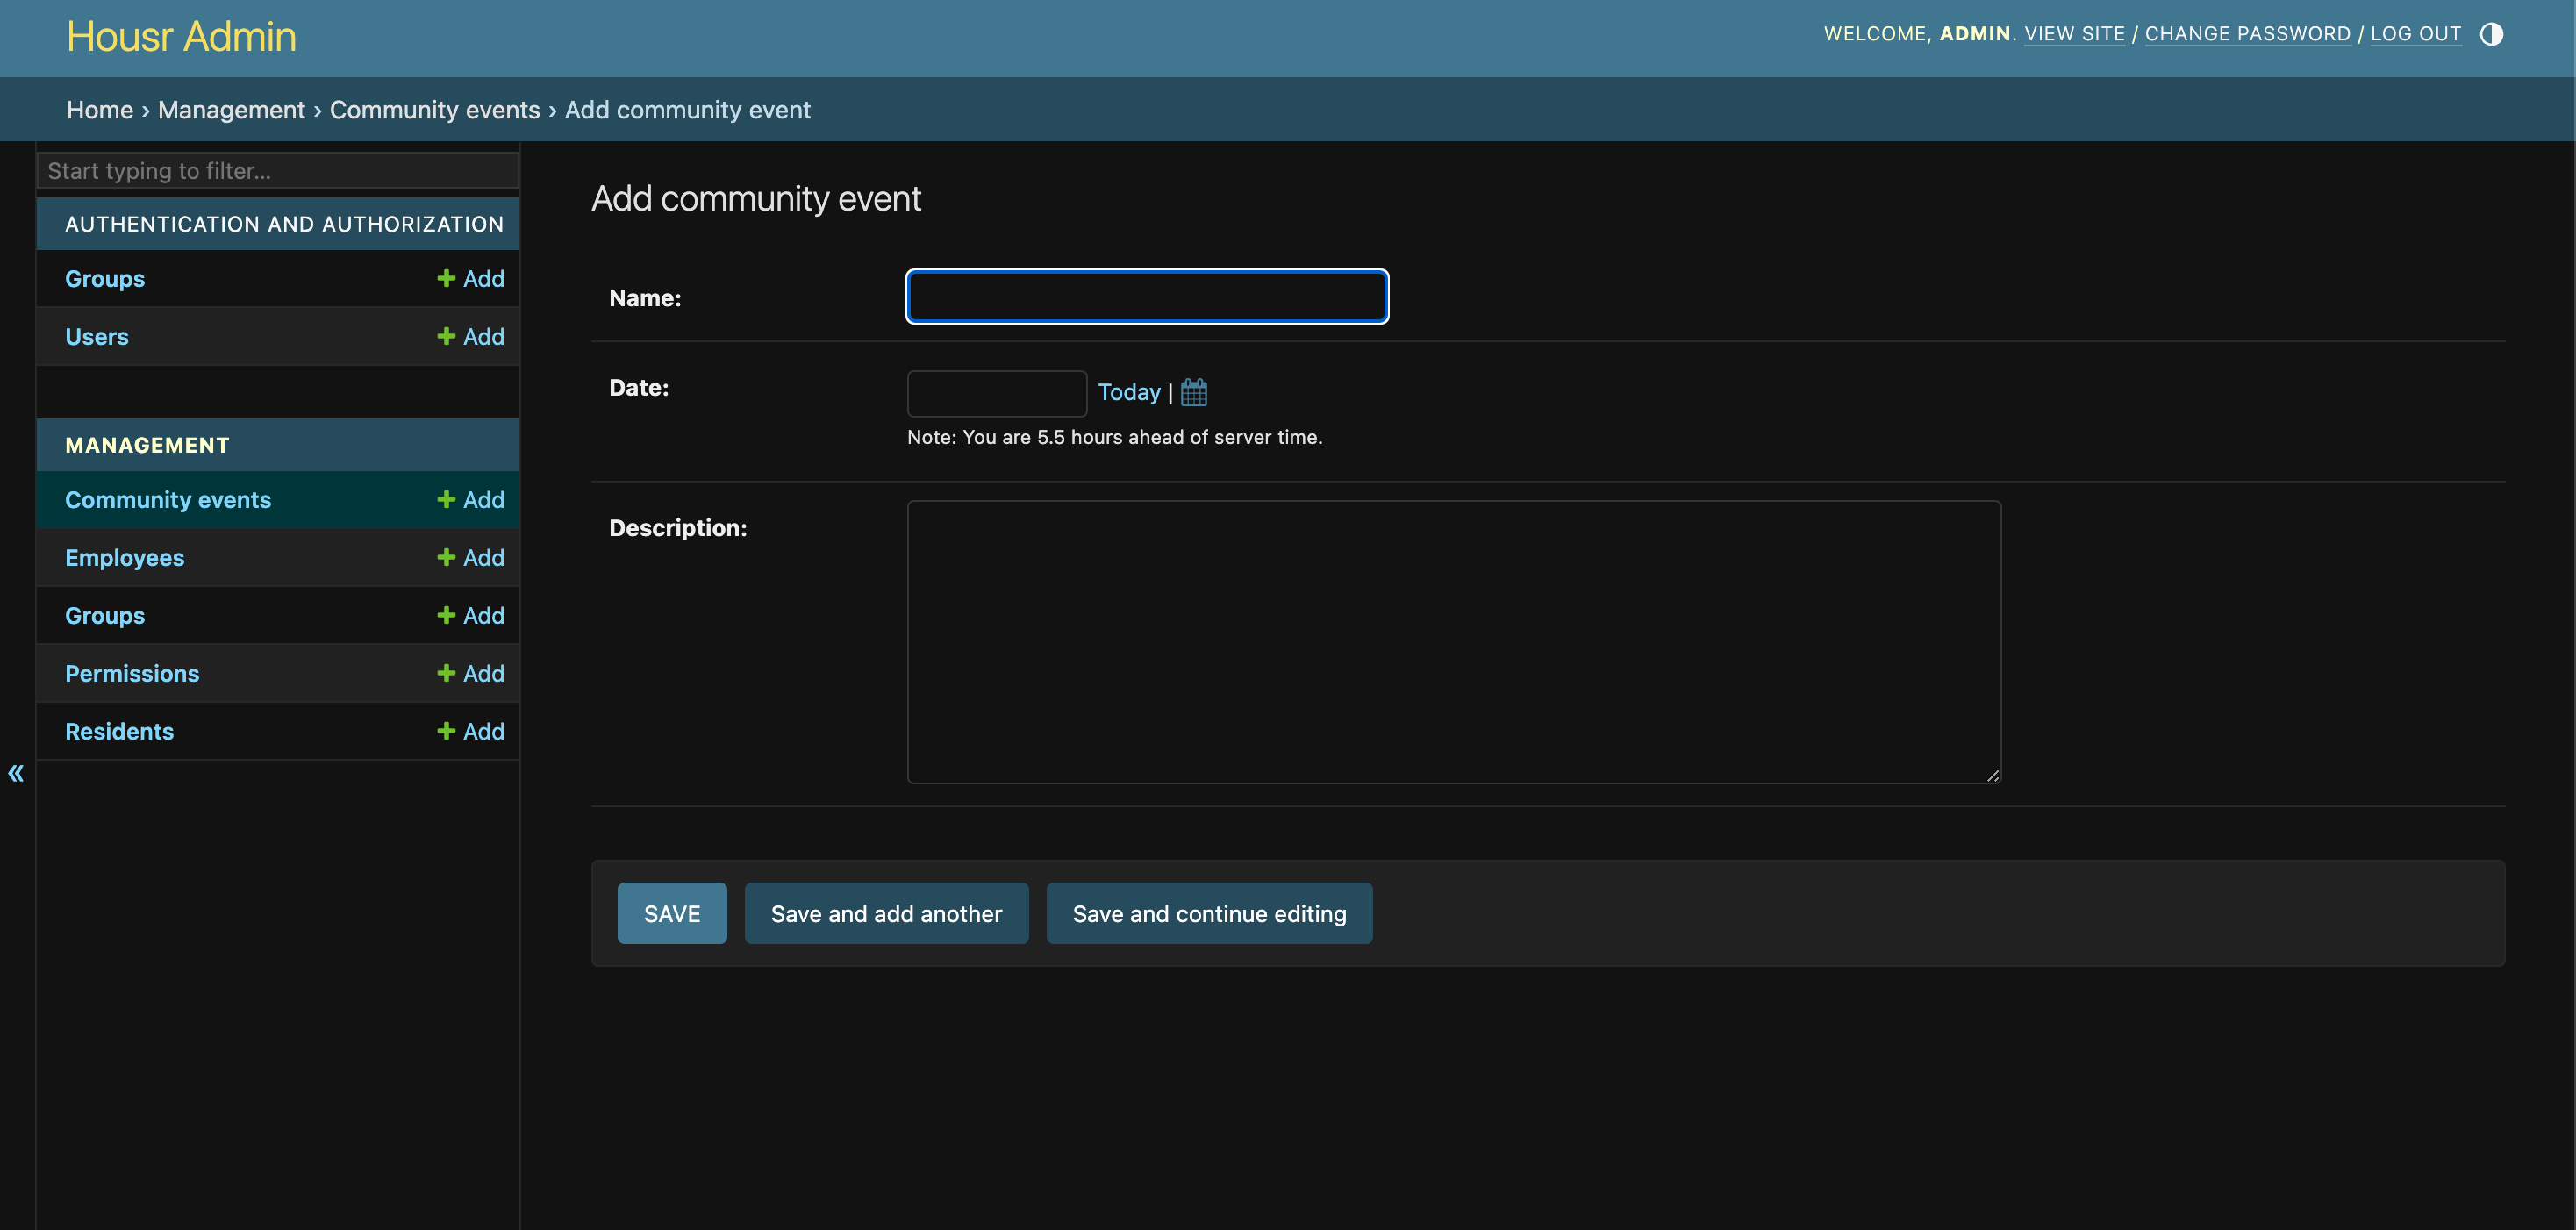 Housr Admin
WELCOME, ADMIN. VIEW SITE / CHANGE PASSWORD / LOG OUT
Home › Management › Community events › Add community event
Start typing to filter...
AUTHENTICATION AND AUTHORIZATION
Groups + Add
Users + Add
MANAGEMENT
Community events + Add
Employees + Add
Groups + Add
Permissions + Add
Residents + Add
«
Add community event
Name:
Date:
Today |
Note: You are 5.5 hours ahead of server time.
Description:
SAVE
Save and add another
Save and continue editing